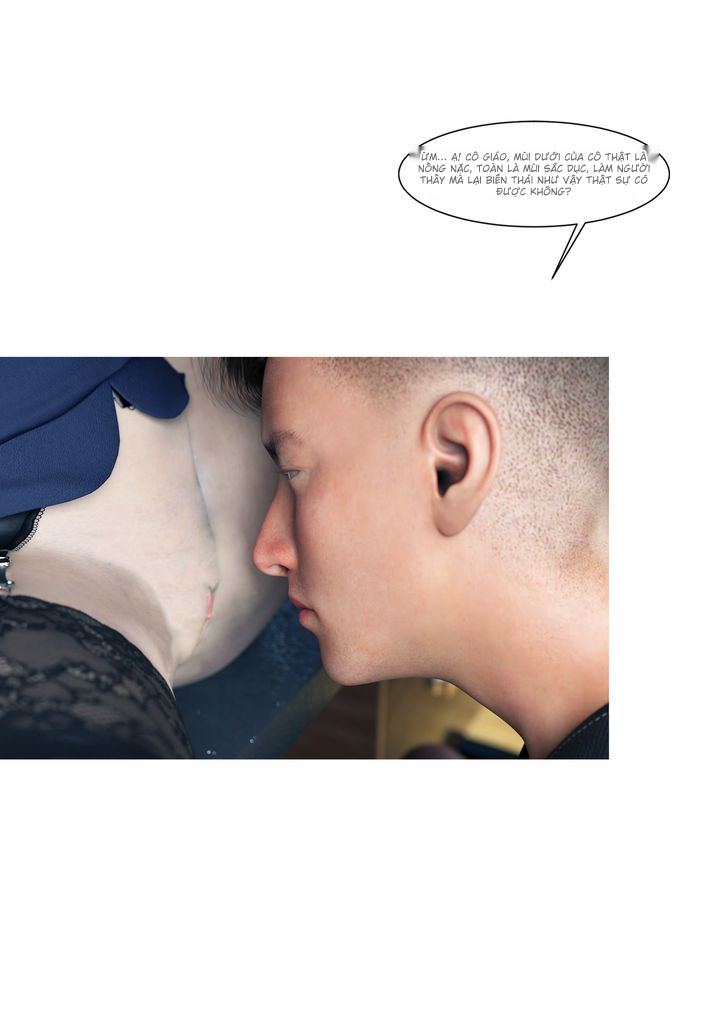 ỪM... Ạ! CÔ GIÁO, MÙI DƯỚI CỦA CÔ THẬT LÀ
NỒNG NẶC, TOÀN LÀ MÙI SẮC DỤC, LÀM NGƯỜI
THẦY MÀ LẠI BIẾN THÁI NHƯ VẬY THẬT SỰ CÓ
ĐƯỢC KHÔNG?